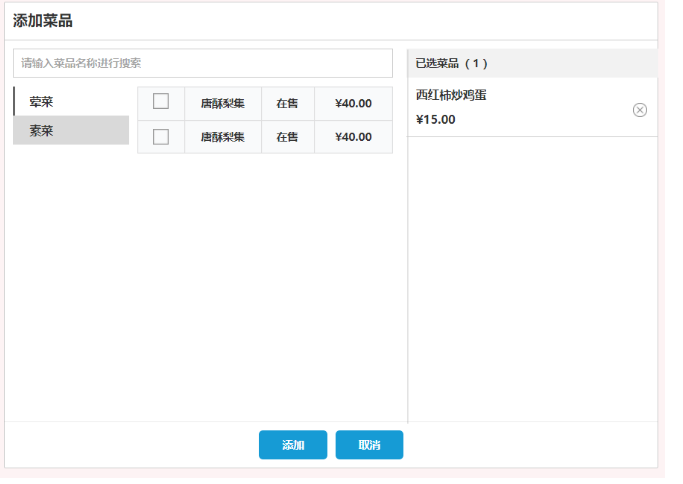 添加菜品
请输入菜品名称进行搜索
荤菜
素菜
唐酥梨集 在售 ¥40.00
唐酥梨集 在售 ¥40.00
已选菜品（1）
西红柿炒鸡蛋
¥15.00
添加 取消